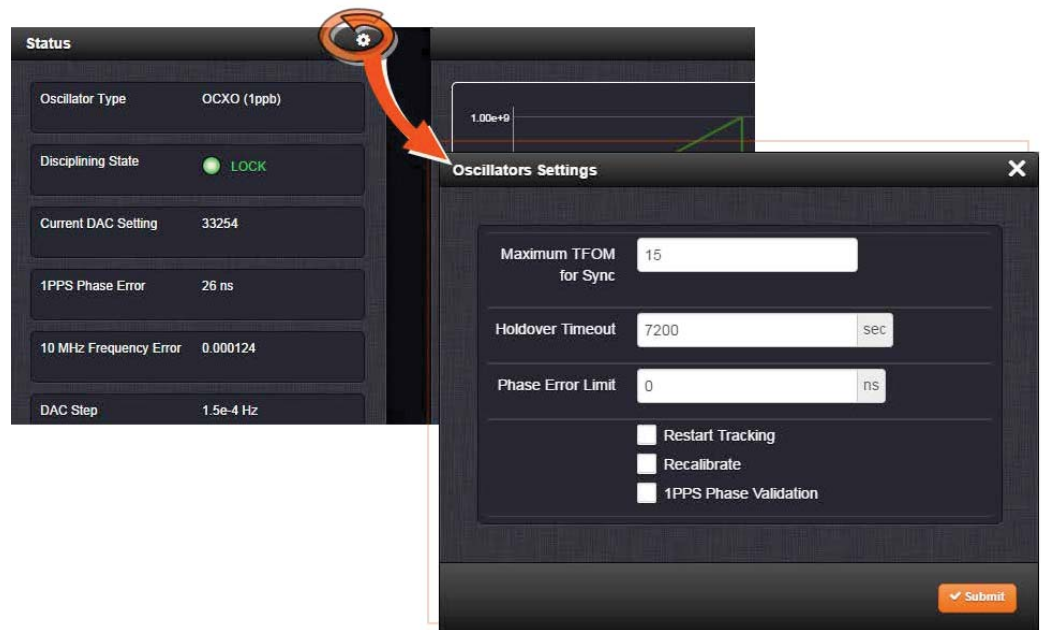 Status
Oscillator Type OCXO (1ppb)
Disciplining State LOCK
Current DAC Setting 33254
1PPS Phase Error 26 ns
10 MHz Frequency Error 0.000124
DAC Step 1.5e-4 Hz
1.00e+9
Oscillators Settings
Maximum TFOM 15
for Sync
Holdover Timeout 7200 sec
Phase Error Limit 0 ns
Restart Tracking
Recalibrate
1PPS Phase Validation
Submit